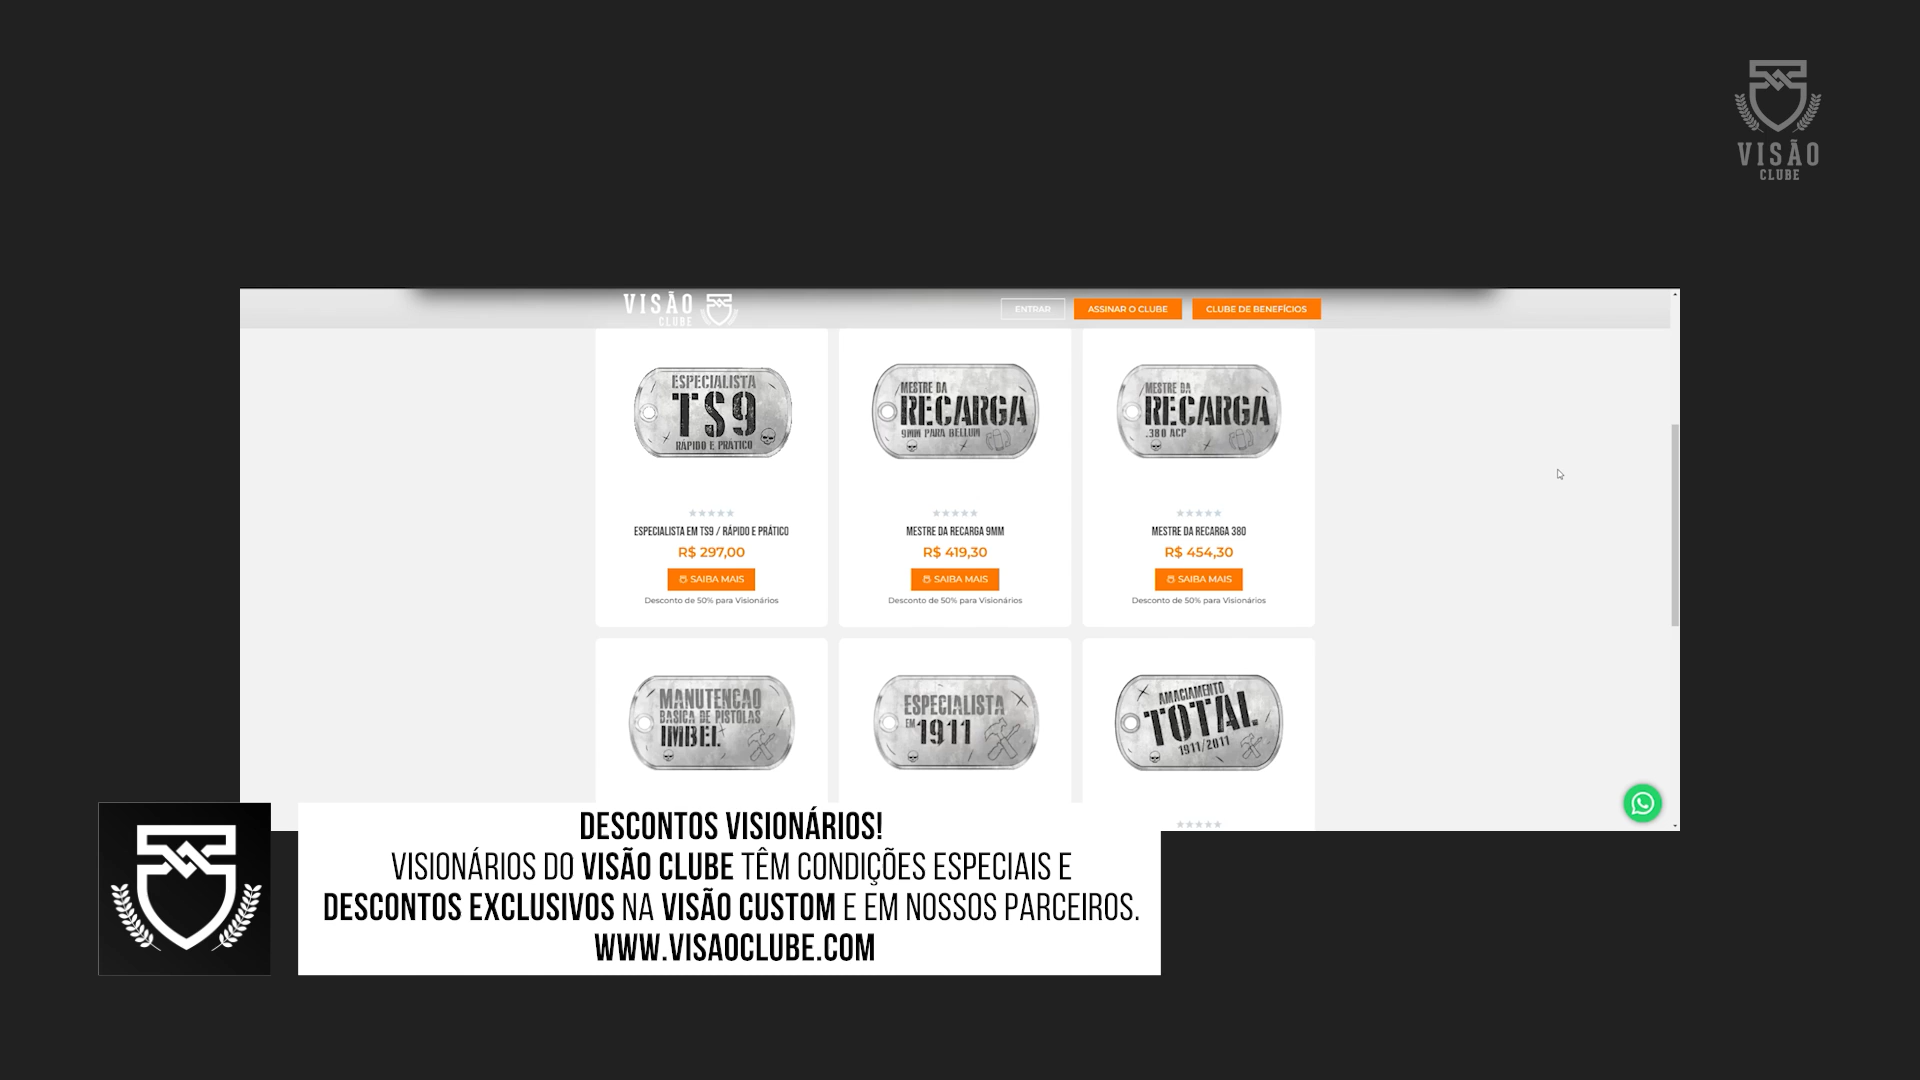 VISÃO
CLUBE
VISÃO
CLUBE
ENTRAR
ASSINAR O CLUBE
CLUBE DE BENEFÍCIOS
ESPECIALISTA
TS9
RÁPIDO E PRÁTICO
MESTRE DA
RECARGA
9MM PARA BELLUM
MESTRE DA
RECARGA
.380 ACP
ESPECIALISTA EM TS9 / RÁPIDO E PRÁTICO
R$ 297,00
SAIBA MAIS
Desconto de 50% para Visionários
MESTRE DA RECARGA 9MM
R$ 419,30
SAIBA MAIS
Desconto de 50% para Visionários
MESTRE DA RECARGA 380
R$ 454,30
SAIBA MAIS
Desconto de 50% para Visionários
MANUTENCAO
BASICA DE PISTOLAS
IMBEL
ESPECIALISTA
EM 1911
AMACIAMENTO
TOTAL
1911/2011
DESCONTOS VISIONÁRIOS!
VISIONÁRIOS DO VISÃO CLUBE TÊM CONDIÇÕES ESPECIAIS E
DESCONTOS EXCLUSIVOS NA VISÃO CUSTOM E EM NOSSOS PARCEIROS.
WWW.VISAOCLUBE.COM